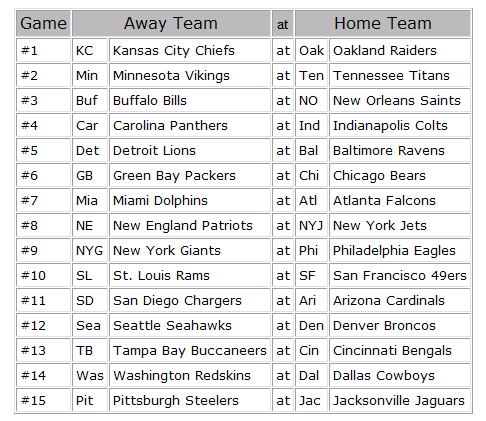 Game Away Team at Home Team
#1 KC Kansas City Chiefs at Oak Oakland Raiders
#2 Min Minnesota Vikings at Ten Tennessee Titans
#3 Buf Buffalo Bills at NO New Orleans Saints
#4 Car Carolina Panthers at Ind Indianapolis Colts
#5 Det Detroit Lions at Bal Baltimore Ravens
#6 GB Green Bay Packers at Chi Chicago Bears
#7 Mia Miami Dolphins at Atl Atlanta Falcons
#8 NE New England Patriots at NYJ New York Jets
#9 NYG New York Giants at Phi Philadelphia Eagles
#10 SL St. Louis Rams at SF San Francisco 49ers
#11 SD San Diego Chargers at Ari Arizona Cardinals
#12 Sea Seattle Seahawks at Den Denver Broncos
#13 TB Tampa Bay Buccaneers at Cin Cincinnati Bengals
#14 Was Washington Redskins at Dal Dallas Cowboys
#15 Pit Pittsburgh Steelers at Jac Jacksonville Jaguars